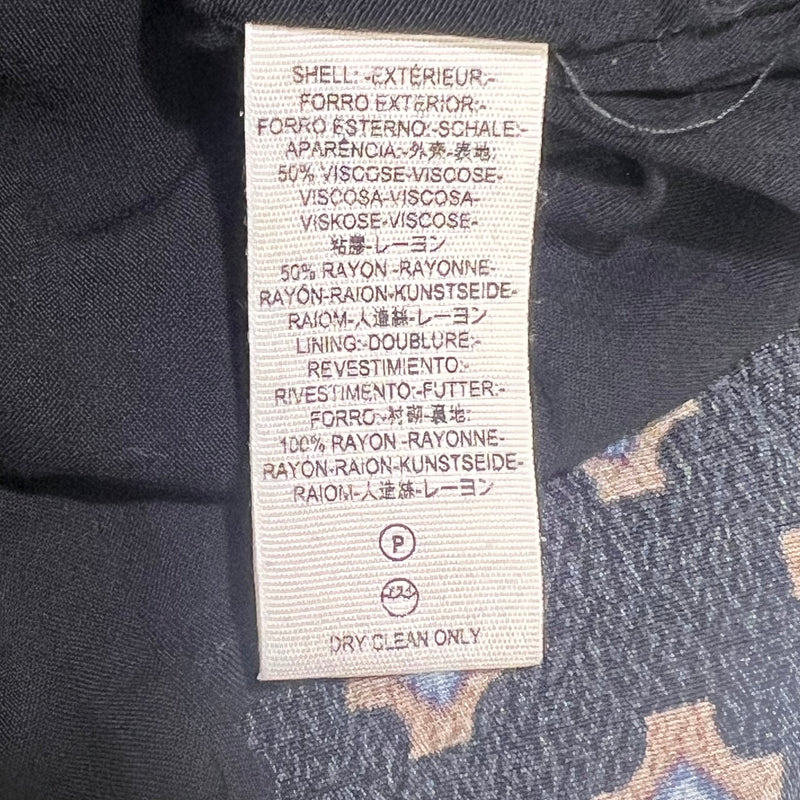 SHELL:-EXTÉRIEUR:-
FORRO EXTERIOR:-
FORRO ESTERNO:-SCHALE:-
APARÊNCIA:-外齊-表地:
50% VISCOSE-VISCOSE-
VISCOSA-VISCOSA-
VISKOSE-VISCOSE-
粘膠-レーヨン
50% RAYON -RAYONNE-
RAYÓN-RAION-KUNSTSEIDE-
RAIOM-人造絲-レーヨン
LINING:-DOUBLURE:-
REVESTIMIENTO:-
RIVESTIMENTO:-FUTTER:-
FORRO:-衬砌-裏地:
100% RAYON -RAYONNE-
RAYÓN-RAION-KUNSTSEIDE-
RAIOM-人造絲-レーヨン
P
DRY CLEAN ONLY